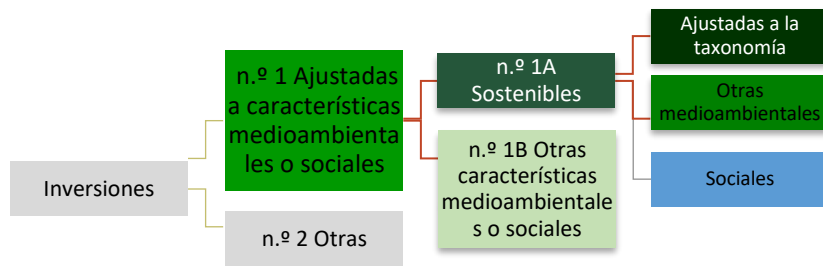 Inversiones
n.º 1 Ajustadas
a características
medioambienta
les o sociales
n.º 2 Otras
n.º 1A
Sostenibles
n.º 1B Otras
características
medioambientale
s o sociales
Ajustadas a la
taxonomía
Otras
medioambientales
Sociales